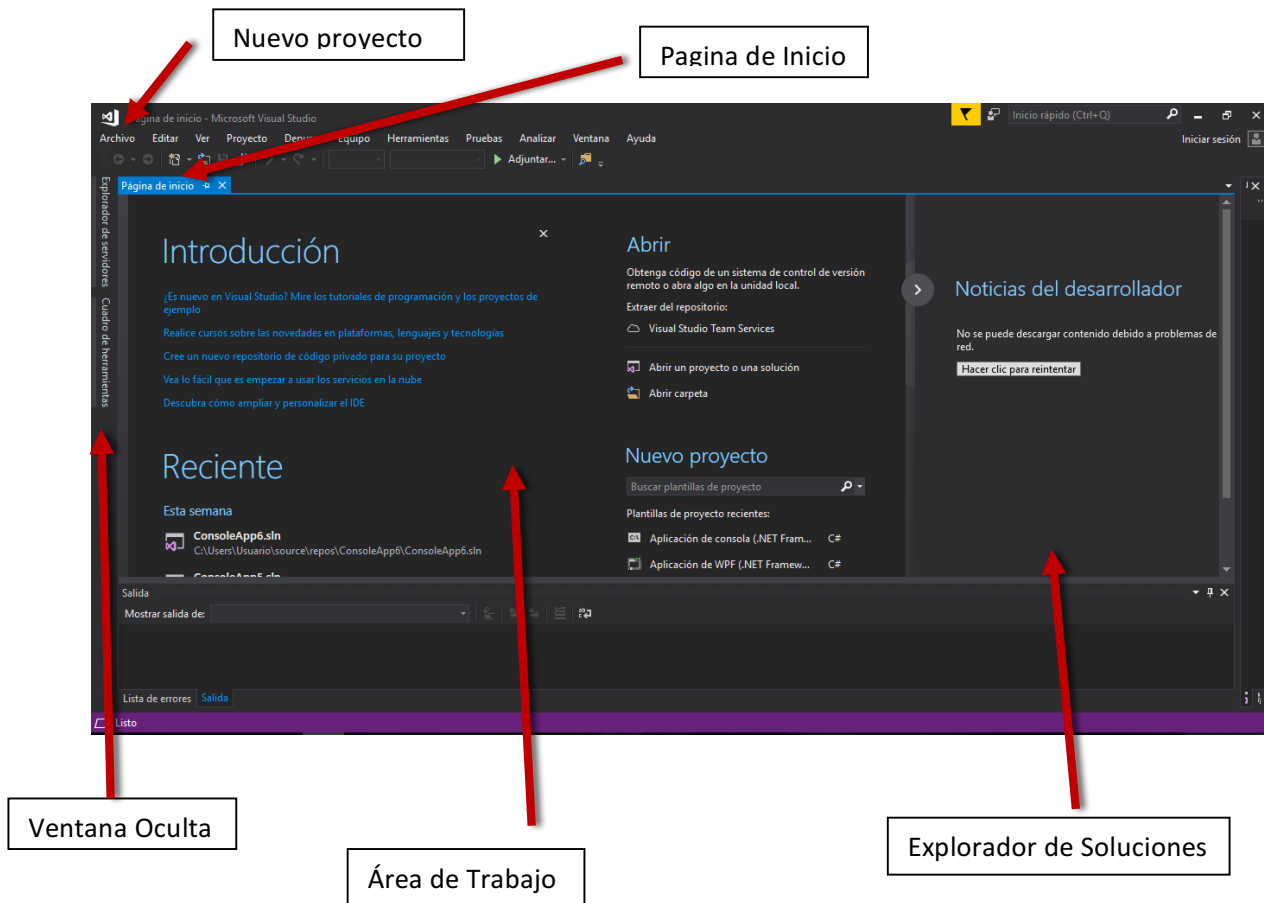 Nuevo proyecto
Pagina de Inicio
Página de inicio - Microsoft Visual Studio
Inicio rápido (Ctrl+Q)
Archivo Editar Ver Proyecto Equipo Herramientas Pruebas Analizar Ventana Ayuda
Iniciar sesión
Adjuntar...
Explorador de servidores
Cuadro de herramientas
Página de inicio
Introducción
¿Es nuevo en Visual Studio? Mire los tutoriales de programación y los proyectos de
ejemplo
Realice cursos sobre las novedades en plataformas, lenguajes y tecnologías
Cree un nuevo repositorio de código privado para su proyecto
Vea lo fácil que es empezar a usar los servicios en la nube
Descubra cómo ampliar y personalizar el IDE
Reciente
Esta semana
ConsoleApp6.sln
C:\Users\Usuario\source\repos\ConsoleApp6\ConsoleApp6.sln
ConsoleApp5.sln
Abrir
Obtenga código de un sistema de control de versión
remoto o abra algo en la unidad local.
Extraer del repositorio:
Visual Studio Team Services
Abrir un proyecto o una solución
Abrir carpeta
Nuevo proyecto
Buscar plantillas de proyecto
Plantillas de proyecto recientes:
Aplicación de consola (.NET Fram... C#
Aplicación de WPF (.NET Framew... C#
Noticias del desarrollador
No se puede descargar contenido debido a problemas de
red.
Hacer clic para reintentar
Salida
Mostrar salida de:
Lista de errores Salida
Listo
Ventana Oculta
Área de Trabajo
Explorador de Soluciones